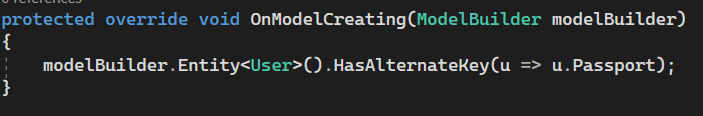 0 references
protected override void OnModelCreating(ModelBuilder modelBuilder)
{
    modelBuilder.Entity<User>().HasAlternateKey(u => u.Passport);
}